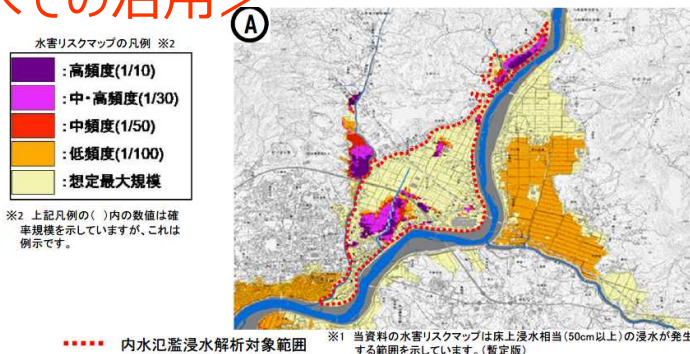 ＜その活用＞
Ⓐ
水害リスクマップの凡例 ※2
：高頻度(1/10)
：中・高頻度(1/30)
：中頻度(1/50)
：低頻度(1/100)
：想定最大規模
※2 上記凡例の( )内の数値は確
率規模を示していますが、これは
例示です。
内水氾濫浸水解析対象範囲
※1 当資料の水害リスクマップは床上浸水相当(50cm以上)の浸水が発生
する範囲を示しています。(暫定版)